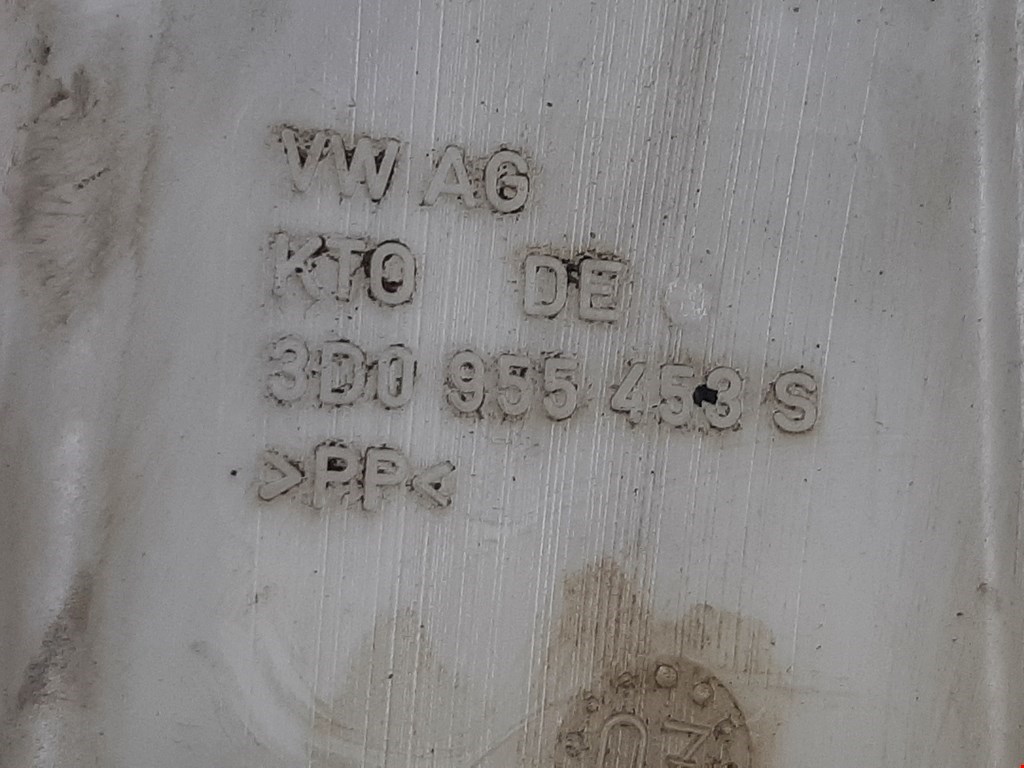 VW AG
KTO DE
3D0 955 453 S
>PP<